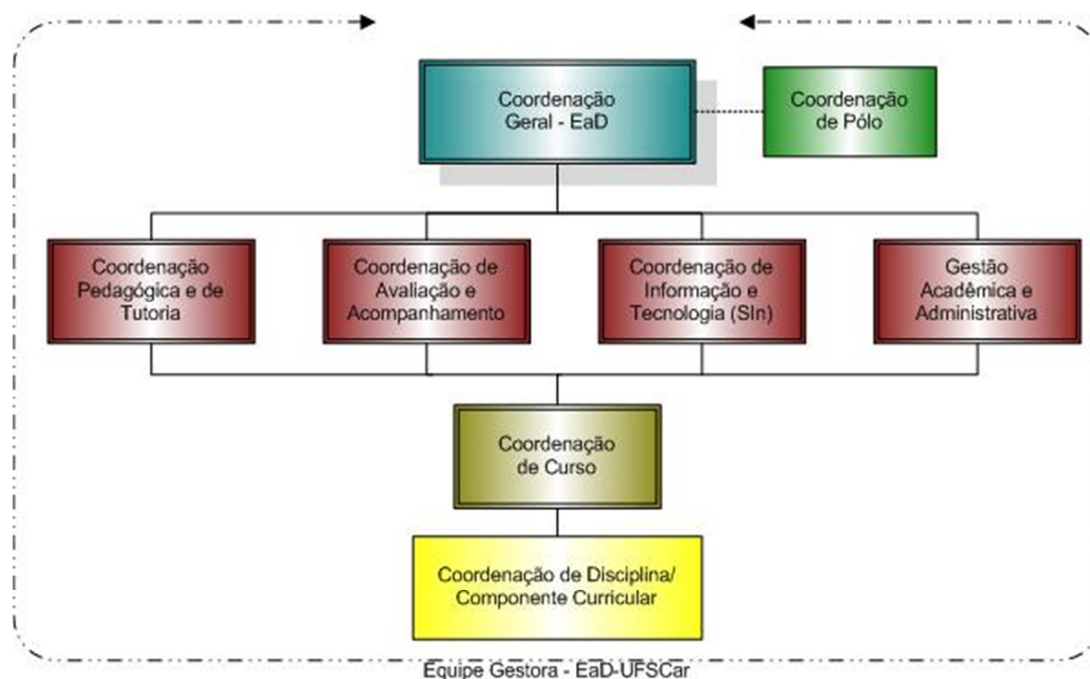 Coordenação
Geral - EaD
Coordenação
de Pólo
Coordenação
Pedagógica e de
Tutoria
Coordenação de
Avaliação e
Acompanhamento
Coordenação de
Informação e
Tecnologia (SIn)
Gestão
Acadêmica e
Administrativa
Coordenação
de Curso
Coordenação de Disciplina/
Componente Curricular
Equipe Gestora - EaD-UFSCar